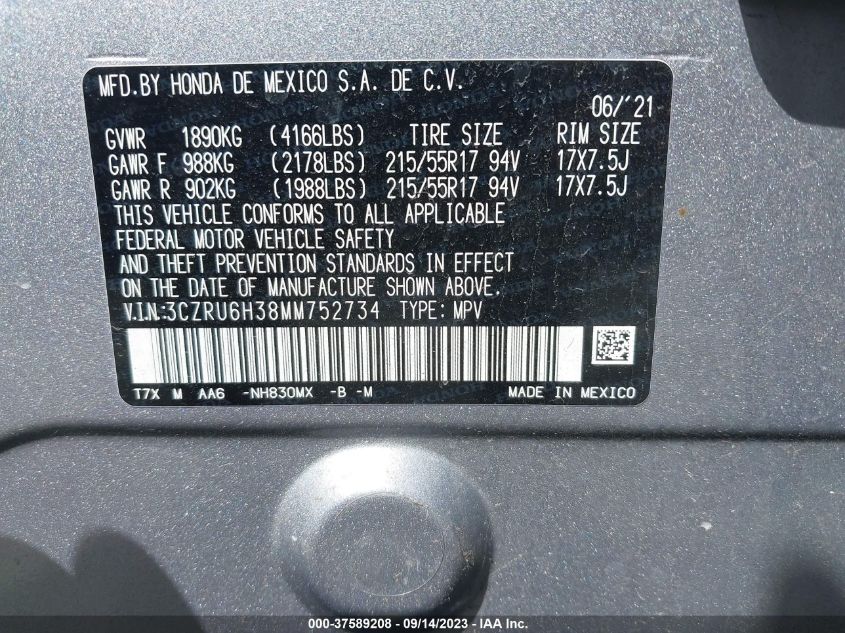 MFD.BY HONDA DE MEXICO S.A. DE C.V.
06/'21
GVWR 1890KG (4166LBS) TIRE SIZE RIM SIZE
GAWR F 988KG (2178LBS) 215/55R17 94V 17X7.5J
GAWR R 902KG (1988LBS) 215/55R17 94V 17X7.5J
THIS VEHICLE CONFORMS TO ALL APPLICABLE
FEDERAL MOTOR VEHICLE SAFETY
AND THEFT PREVENTION STANDARDS IN EFFECT
ON THE DATE OF MANUFACTURE SHOWN ABOVE.
V.I.N.:3CZRU6H38MM752734 TYPE: MPV
T7X M AA6 -NH830MX -B -M MADE IN MEXICO
000-37589208 - 09/14/2023 - IAA Inc.